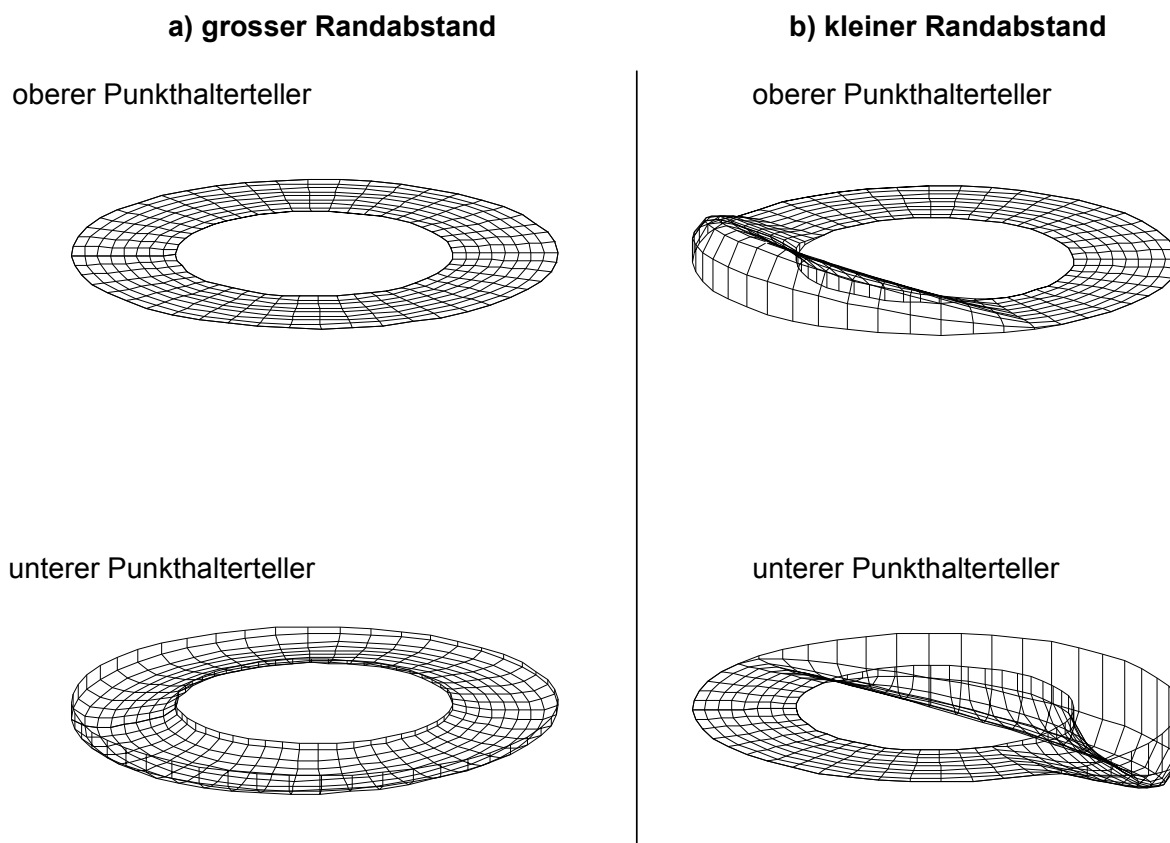 a) grosser Randabstand
b) kleiner Randabstand
oberer Punkthalterteller
oberer Punkthalterteller
unterer Punkthalterteller
unterer Punkthalterteller